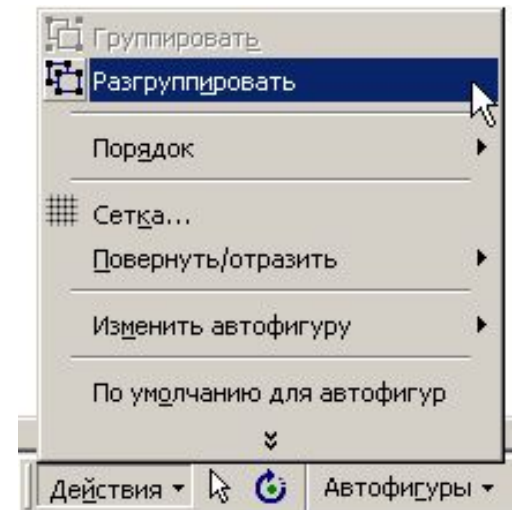 Группировать
Разгруппировать
Порядок
Сетка...
Повернуть/отразить
Изменить автофигуру
По умолчанию для автофигур
Действия Автофигуры